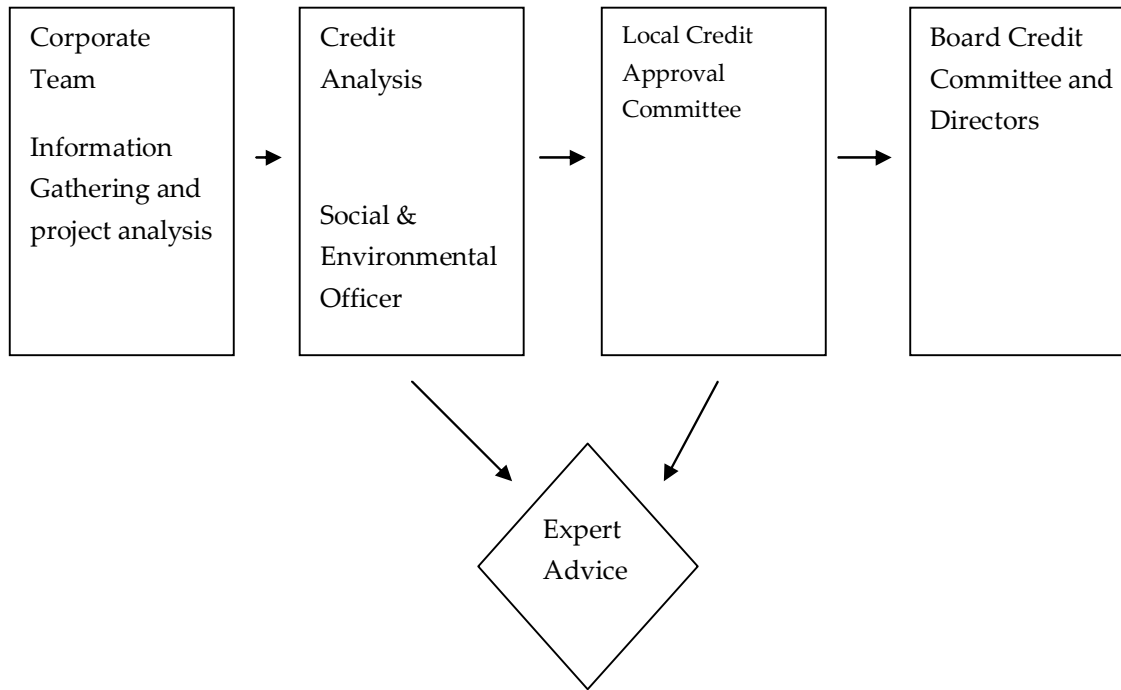 Corporate
Team
Information
Gathering and
project analysis
Credit
Analysis
Social &
Environmental
Officer
Local Credit
Approval
Committee
Board Credit
Committee and
Directors
Expert
Advice